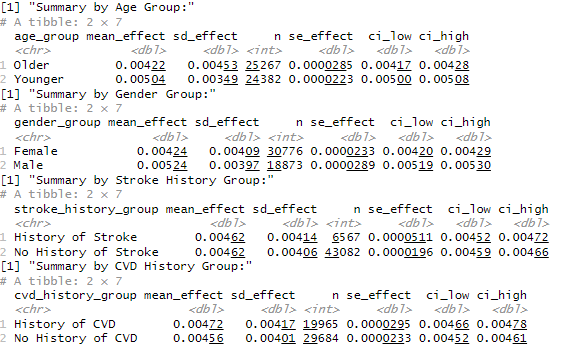 [1] "Summary by Age Group:"
# A tibble: 2 × 7
age_group mean_effect sd_effect n se_effect ci_low ci_high
<chr> <dbl> <dbl> <int> <dbl> <dbl> <dbl>
1 Older 0.00422 0.00453 25267 0.0000285 0.00417 0.00428
2 Younger 0.00504 0.00349 24382 0.0000223 0.00500 0.00508
[1] "Summary by Gender Group:"
# A tibble: 2 × 7
gender_group mean_effect sd_effect n se_effect ci_low ci_high
<chr> <dbl> <dbl> <int> <dbl> <dbl> <dbl>
1 Female 0.00424 0.00409 30776 0.0000233 0.00420 0.00429
2 Male 0.00524 0.00397 18873 0.0000289 0.00519 0.00530
[1] "Summary by Stroke History Group:"
# A tibble: 2 × 7
stroke_history_group mean_effect sd_effect n se_effect ci_low ci_high
<chr> <dbl> <dbl> <int> <dbl> <dbl> <dbl>
1 History of Stroke 0.00462 0.00414 6567 0.0000511 0.00452 0.00472
2 No History of Stroke 0.00462 0.00406 43082 0.0000196 0.00459 0.00466
[1] "Summary by CVD History Group:"
# A tibble: 2 × 7
cvd_history_group mean_effect sd_effect n se_effect ci_low ci_high
<chr> <dbl> <dbl> <int> <dbl> <dbl> <dbl>
1 History of CVD 0.00472 0.00417 19965 0.0000295 0.00466 0.00478
2 No History of CVD 0.00456 0.00401 29684 0.0000233 0.00452 0.00461